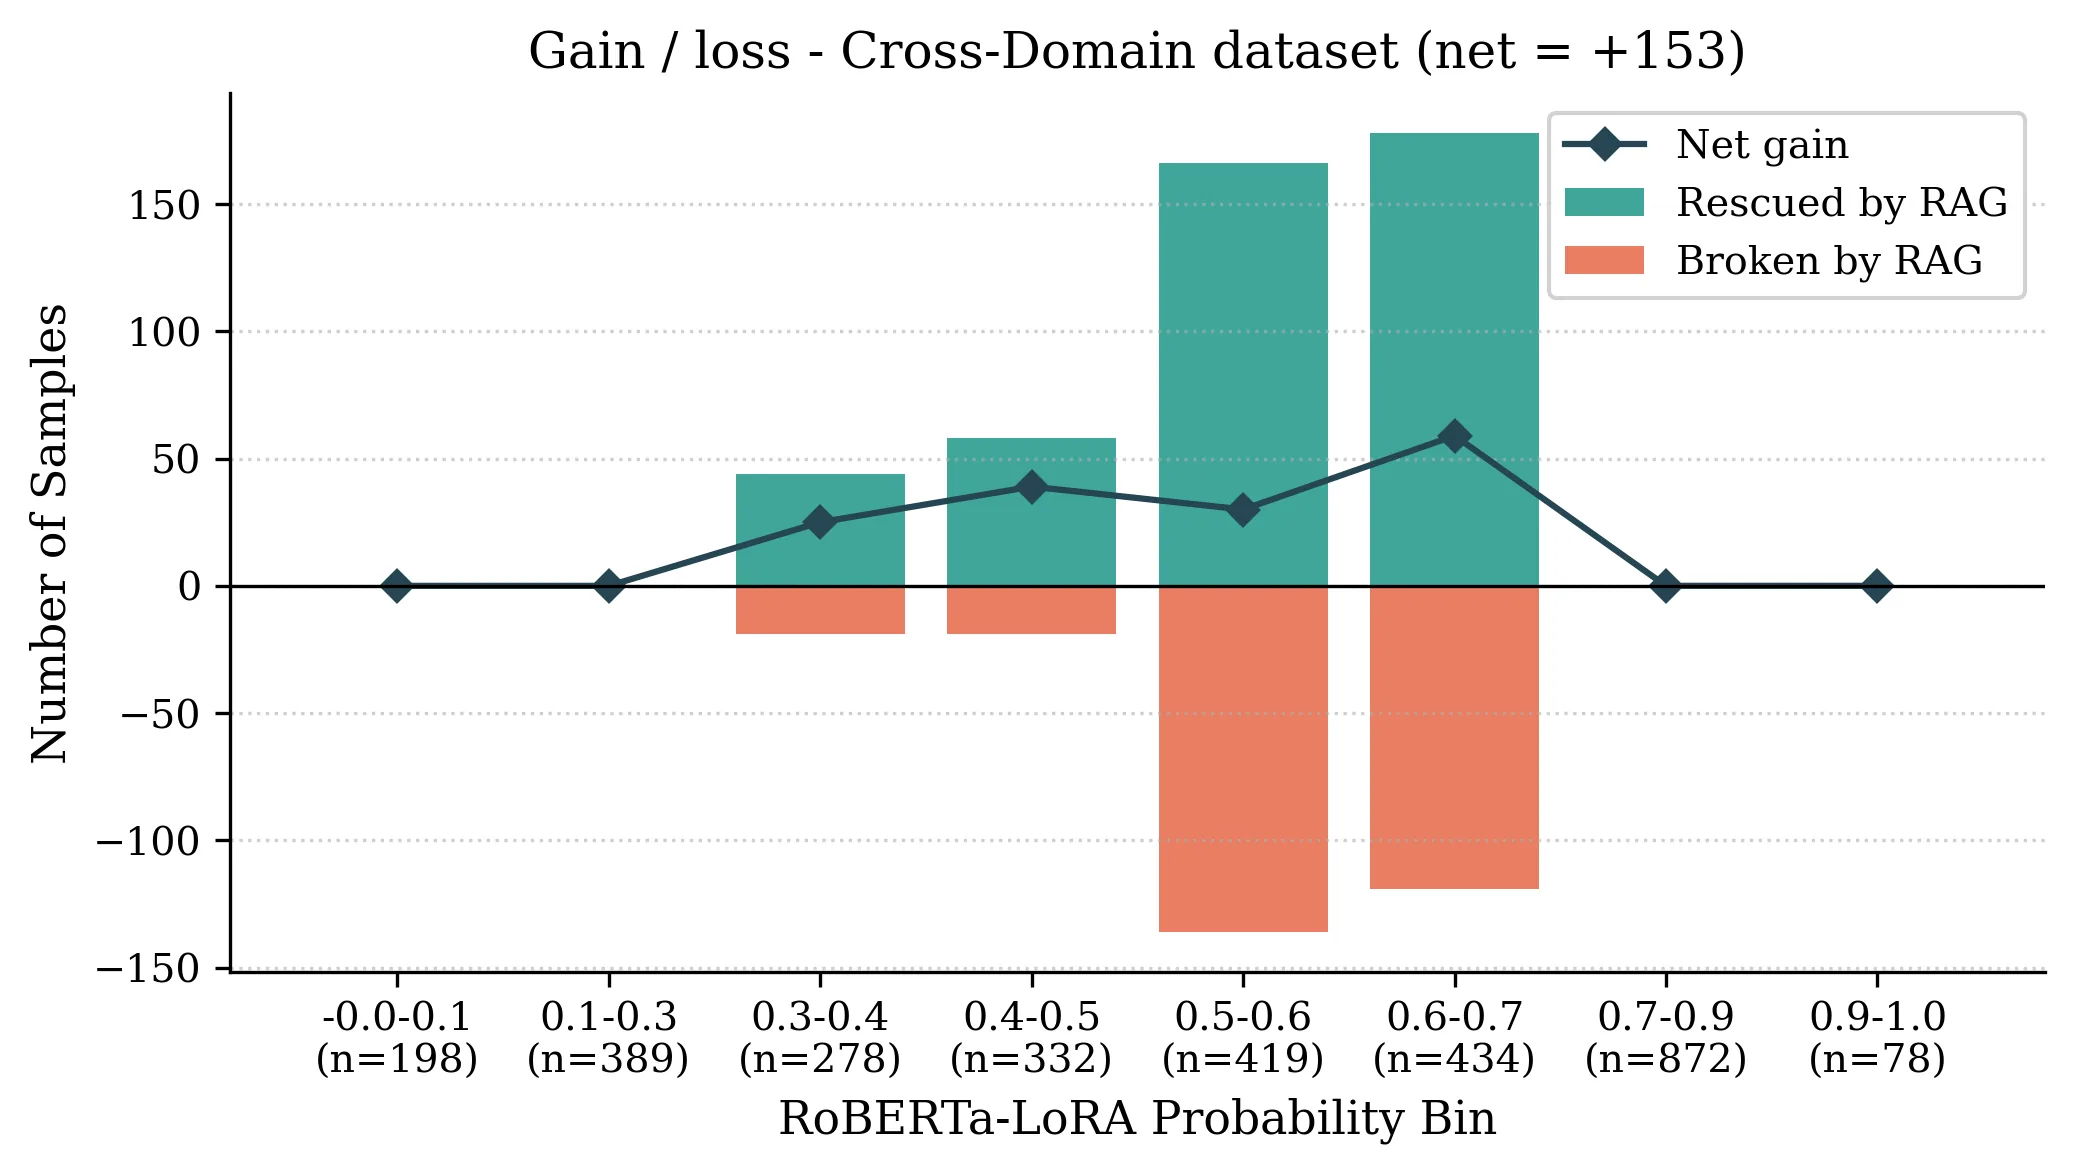 Gain / loss - Cross-Domain dataset (net = +153)
Net gain
Rescued by RAG
Broken by RAG
Number of Samples
150
100
50
0
−50
−100
−150
-0.0-0.1 0.1-0.3 0.3-0.4 0.4-0.5 0.5-0.6 0.6-0.7 0.7-0.9 0.9-1.0
(n=198) (n=389) (n=278) (n=332) (n=419) (n=434) (n=872) (n=78)
RoBERTa-LoRA Probability Bin